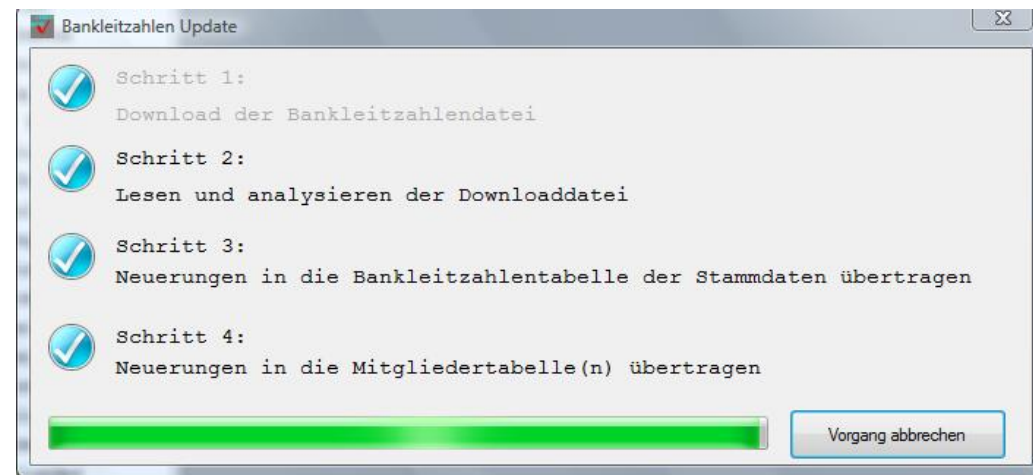 Bankleitzahlen Update
Schritt 1:
Download der Bankleitzahlendatei
Schritt 2:
Lesen und analysieren der Downloaddatei
Schritt 3:
Neuerungen in die Bankleitzahlentabelle der Stammdaten übertragen
Schritt 4:
Neuerungen in die Mitgliedertabelle(n) übertragen
Vorgang abbrechen